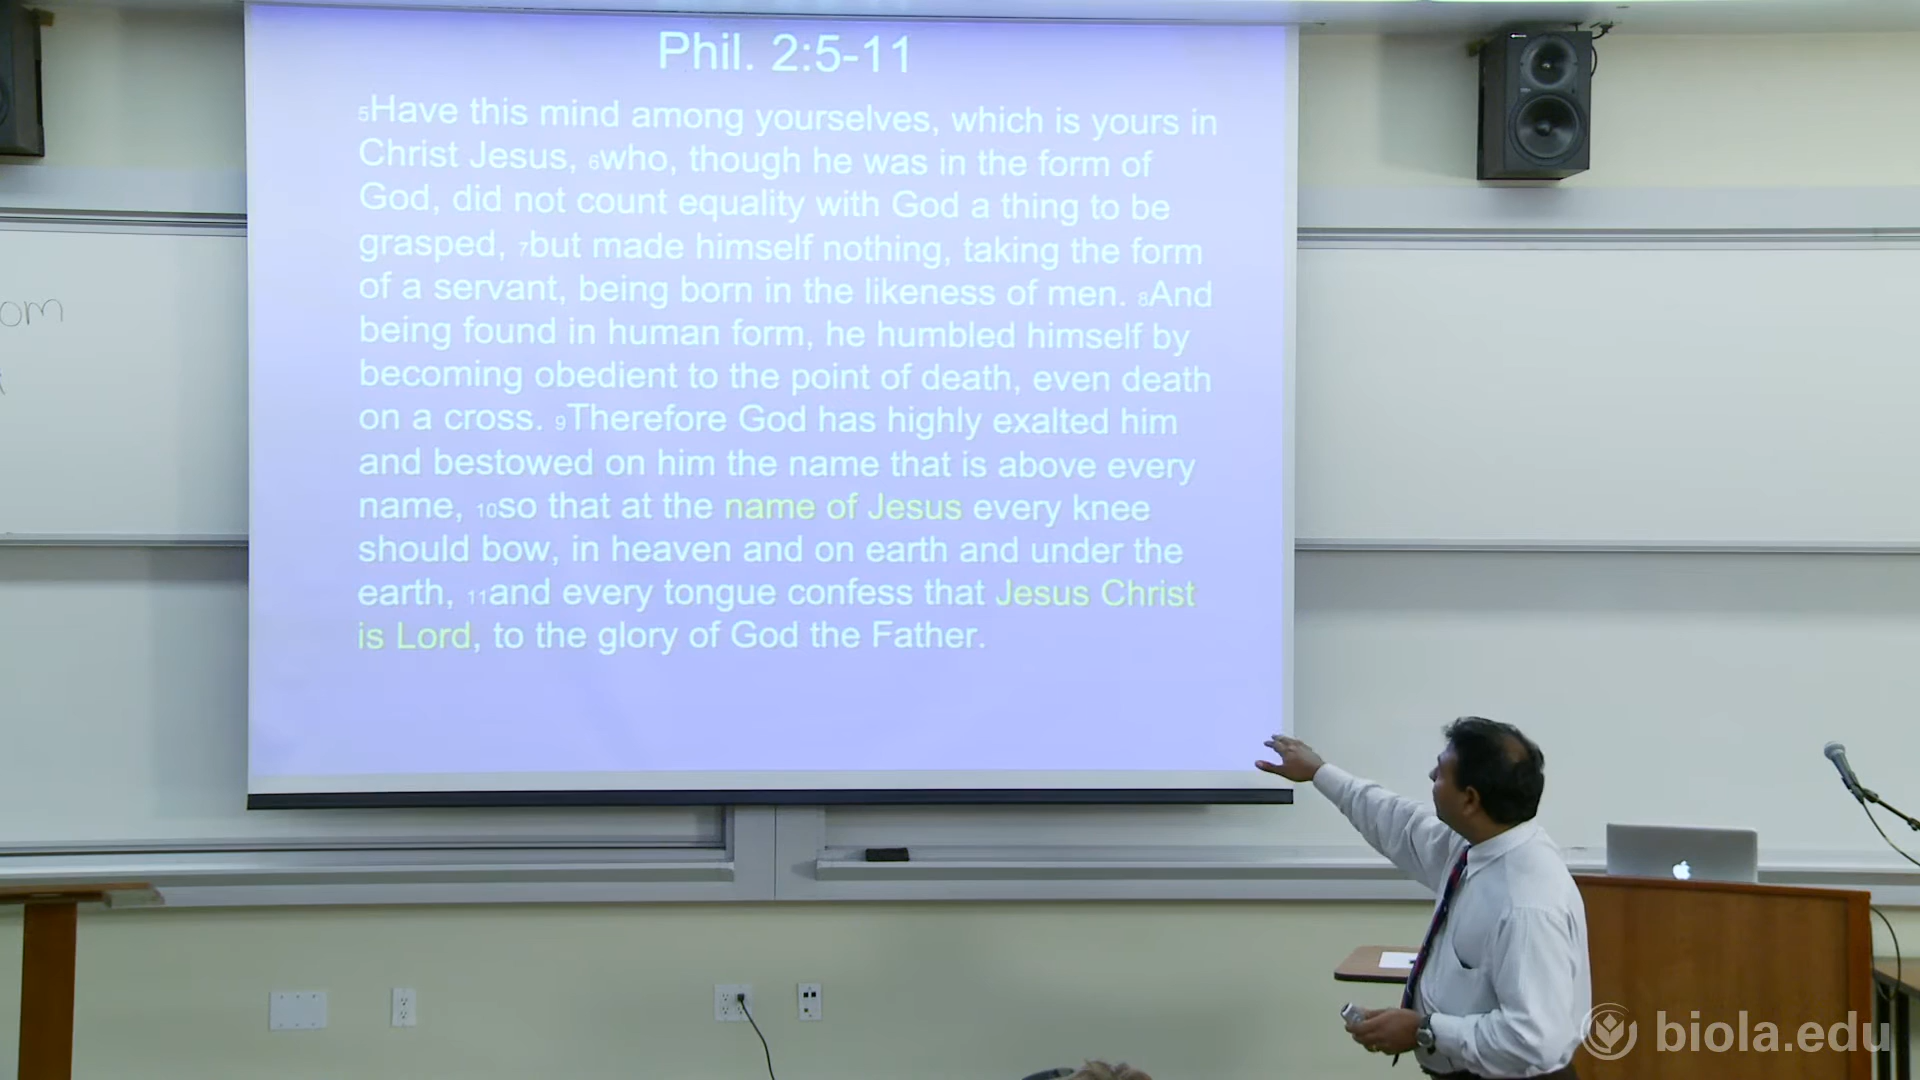 Phil. 2:5-11
5Have this mind among yourselves, which is yours in
Christ Jesus, 6who, though he was in the form of
God, did not count equality with God a thing to be
grasped, 7but made himself nothing, taking the form
of a servant, being born in the likeness of men. 8And
being found in human form, he humbled himself by
becoming obedient to the point of death, even death
on a cross. 9Therefore God has highly exalted him
and bestowed on him the name that is above every
name, 10so that at the name of Jesus every knee
should bow, in heaven and on earth and under the
earth, 11and every tongue confess that Jesus Christ
is Lord, to the glory of God the Father.
om
biola.edu